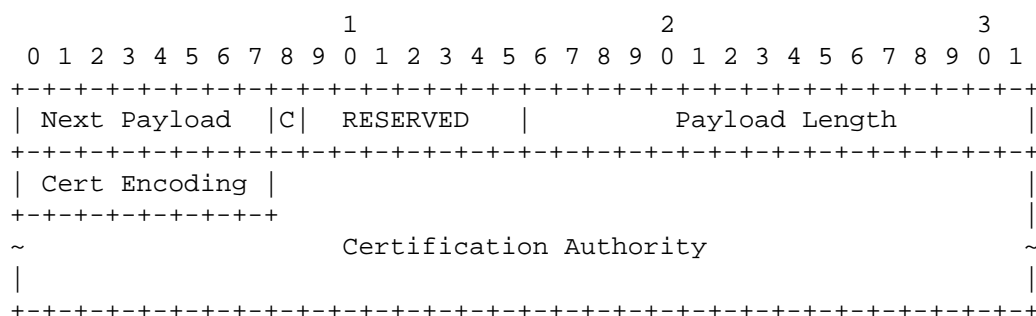 1                   2                   3
 0 1 2 3 4 5 6 7 8 9 0 1 2 3 4 5 6 7 8 9 0 1 2 3 4 5 6 7 8 9 0 1
+-+-+-+-+-+-+-+-+-+-+-+-+-+-+-+-+-+-+-+-+-+-+-+-+-+-+-+-+-+-+-+-+
| Next Payload  |C|  RESERVED   |         Payload Length        |
+-+-+-+-+-+-+-+-+-+-+-+-+-+-+-+-+-+-+-+-+-+-+-+-+-+-+-+-+-+-+-+-+
| Cert Encoding |                                               |
+-+-+-+-+-+-+-+-+                                               |
~                    Certification Authority                    ~
|                                                               |
+-+-+-+-+-+-+-+-+-+-+-+-+-+-+-+-+-+-+-+-+-+-+-+-+-+-+-+-+-+-+-+-+